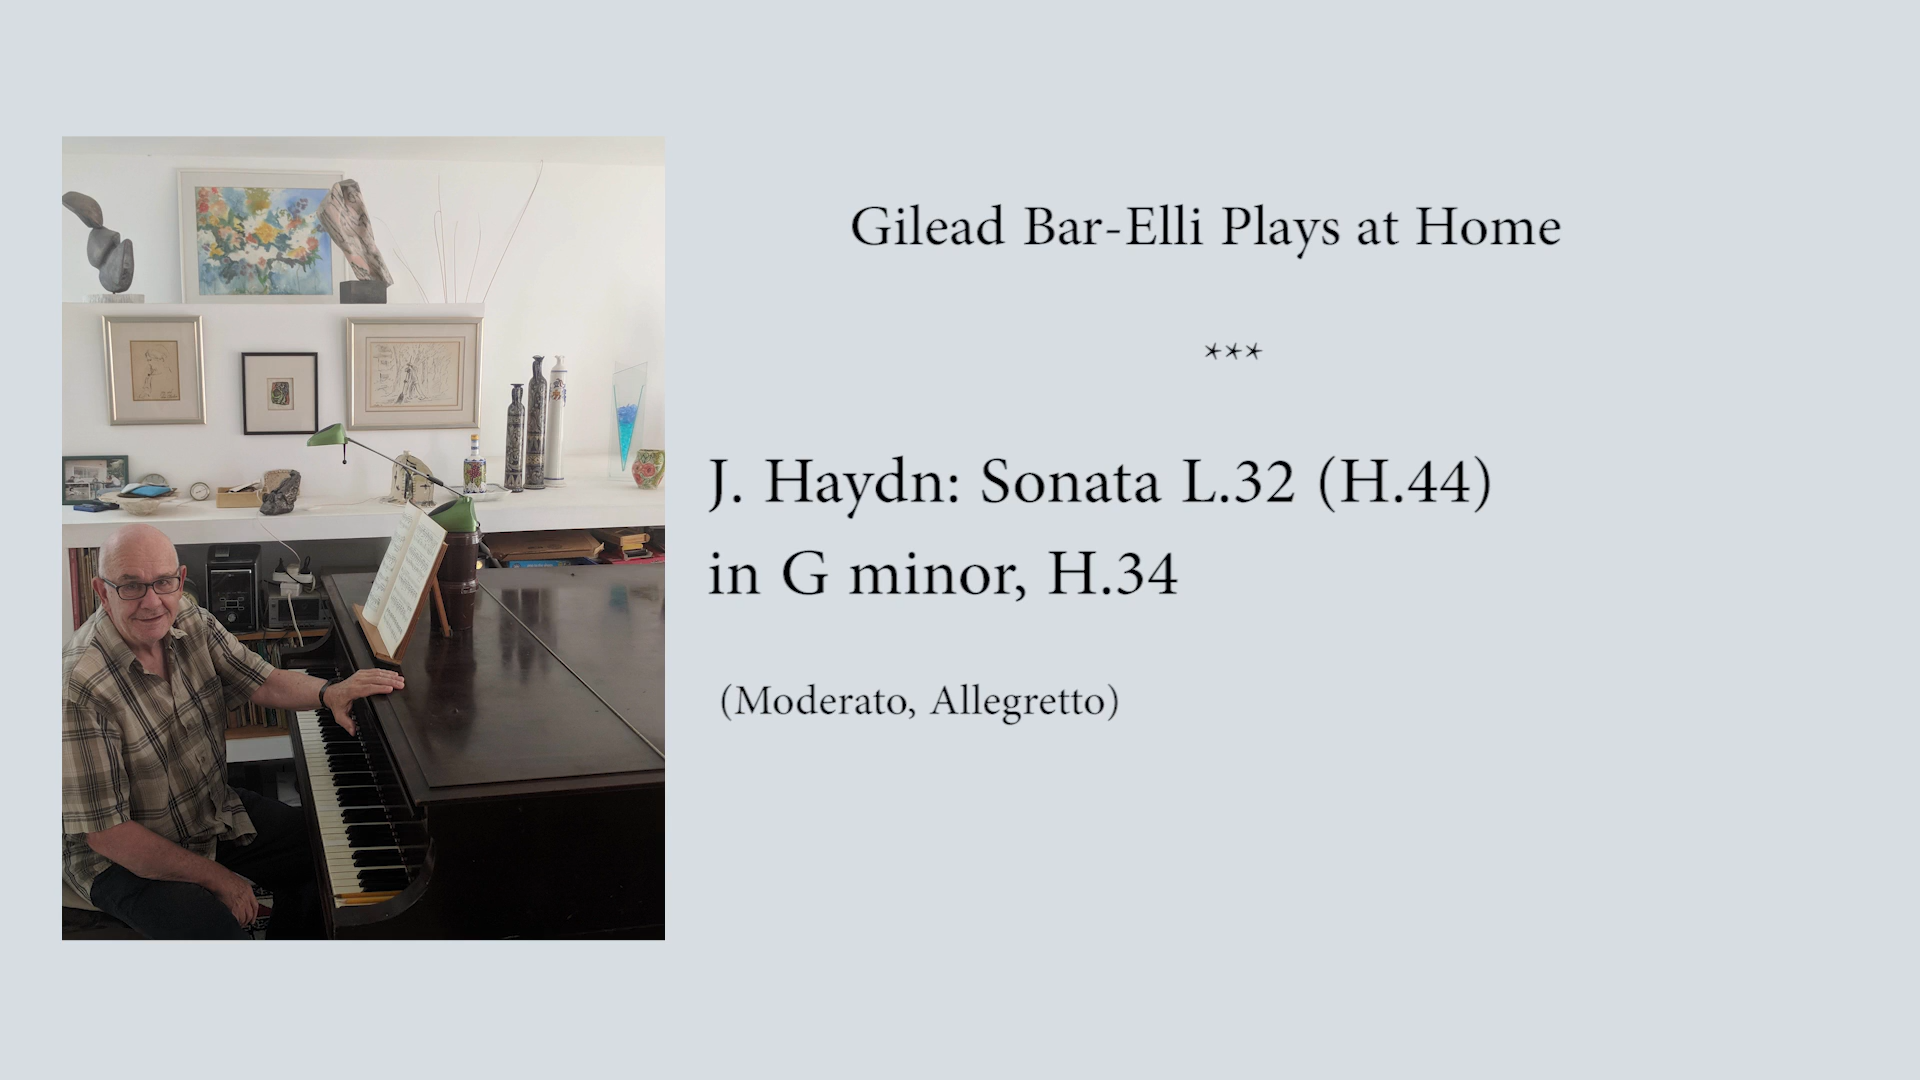 Gilead Bar-Elli Plays at Home
***
J. Haydn: Sonata L.32 (H.44)
in G minor, H.34
(Moderato, Allegretto)